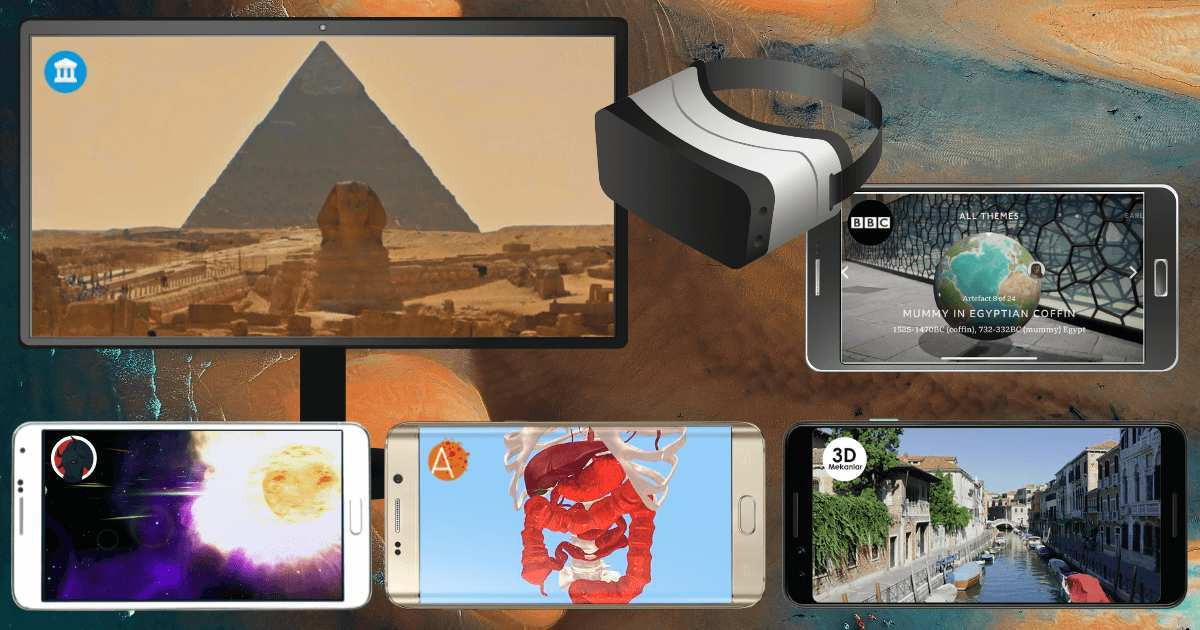 BBC
ALL THEMES
EARL
Artefact 8 of 24
MUMMY IN EGYPTIAN COFFIN
1525-1470BC (coffin), 732-332BC (mummy) Egypt
A
3D
Mekanlar